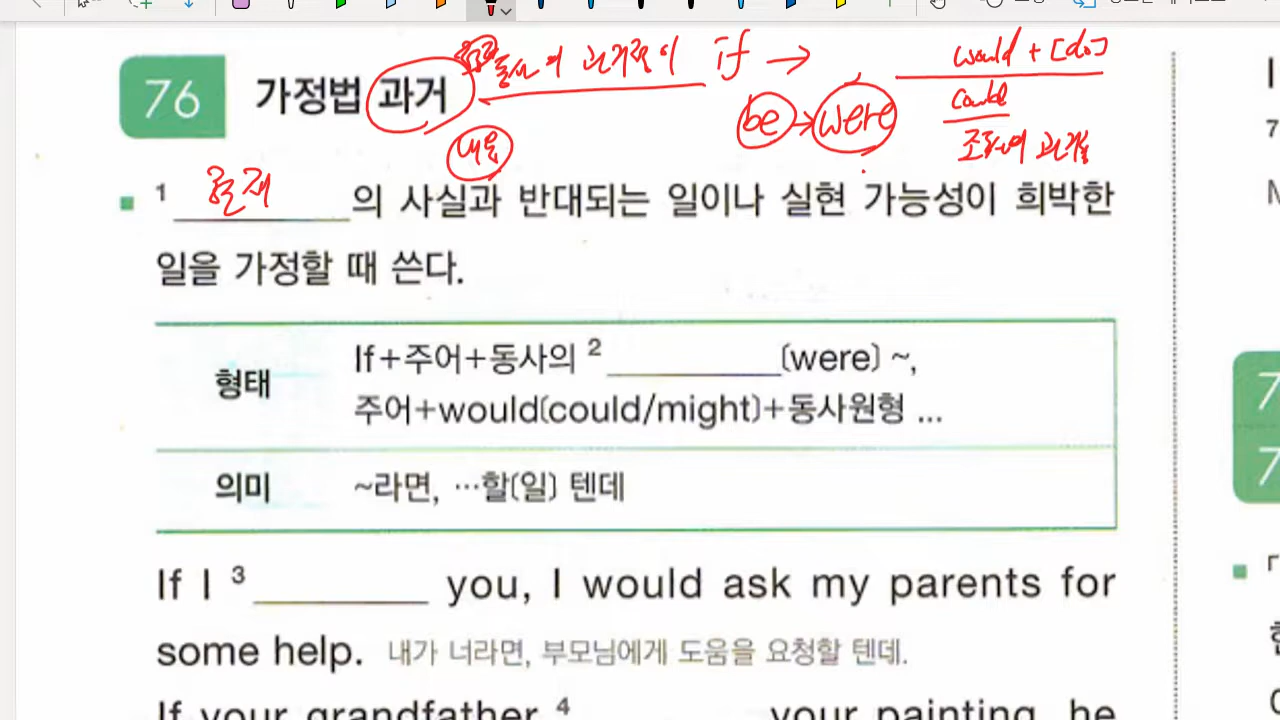 76 가정법 과거
동사의 과거형이 if → would + [do]
be → were
could
내용
조동사의 과거형
1 현재 의 사실과 반대되는 일이나 실현 가능성이 희박한
일을 가정할 때 쓴다.
형태
If+주어+동사의 2 (were) ~,
주어+would(could/might)+동사원형 ...
의미
~라면, …할(일) 텐데
If I 3 you, I would ask my parents for
some help. 내가 너라면, 부모님에게 도움을 요청할 텐데.
If your grandfather 4 your painting, he